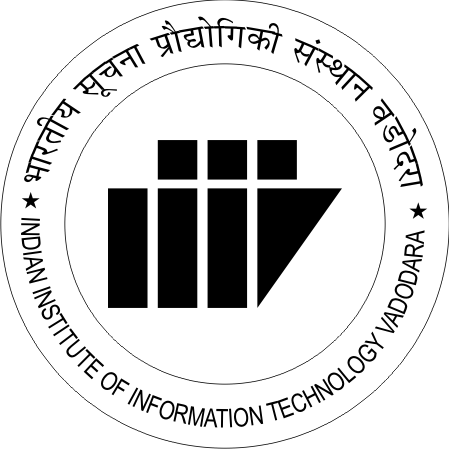 भारतीय सूचना प्रौद्योगिकी संस्थान वडोदरा
INDIAN INSTITUTE OF INFORMATION TECHNOLOGY VADODARA